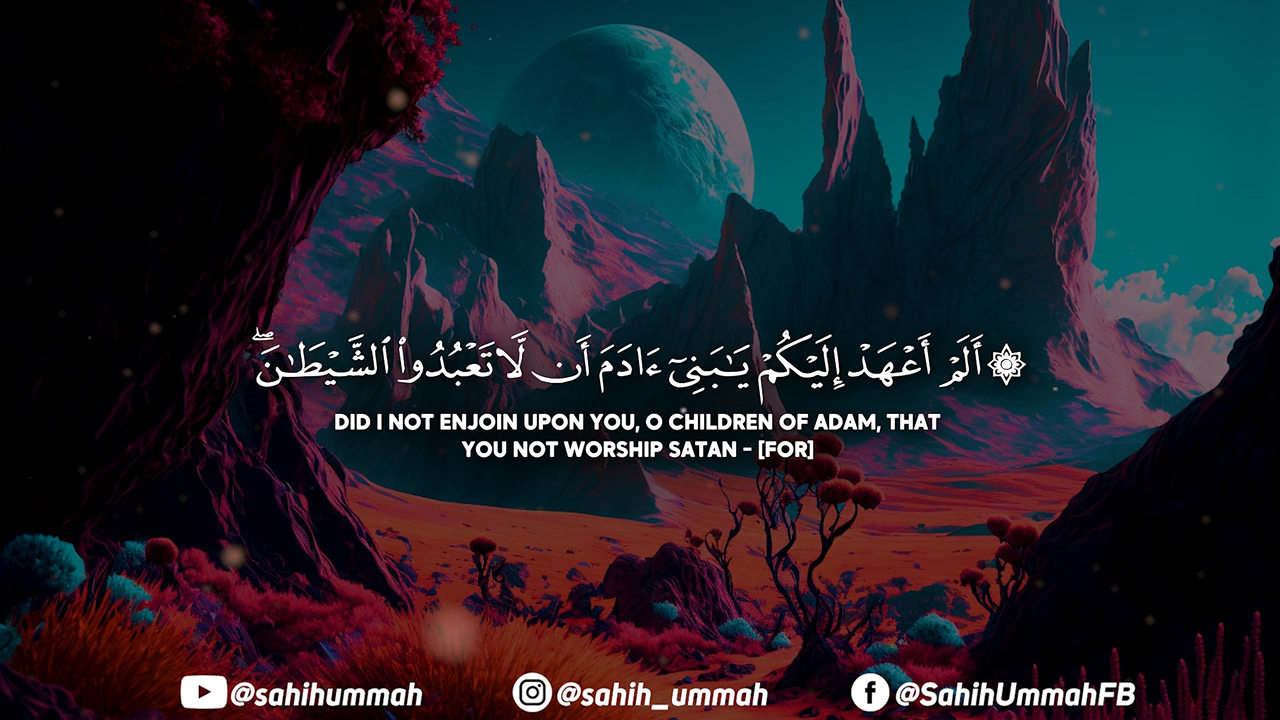 ۞ أَلَمْ أَعْهَدْ إِلَيْكُمْ يَـٰبَنِىٓ ءَادَمَ أَن لَّا تَعْبُدُوا۟ ٱلشَّيْطَـٰنَ ۖ
DID I NOT ENJOIN UPON YOU, O CHILDREN OF ADAM, THAT
YOU NOT WORSHIP SATAN - [FOR]
@sahihummah @sahih_ummah @SahihUmmahFB